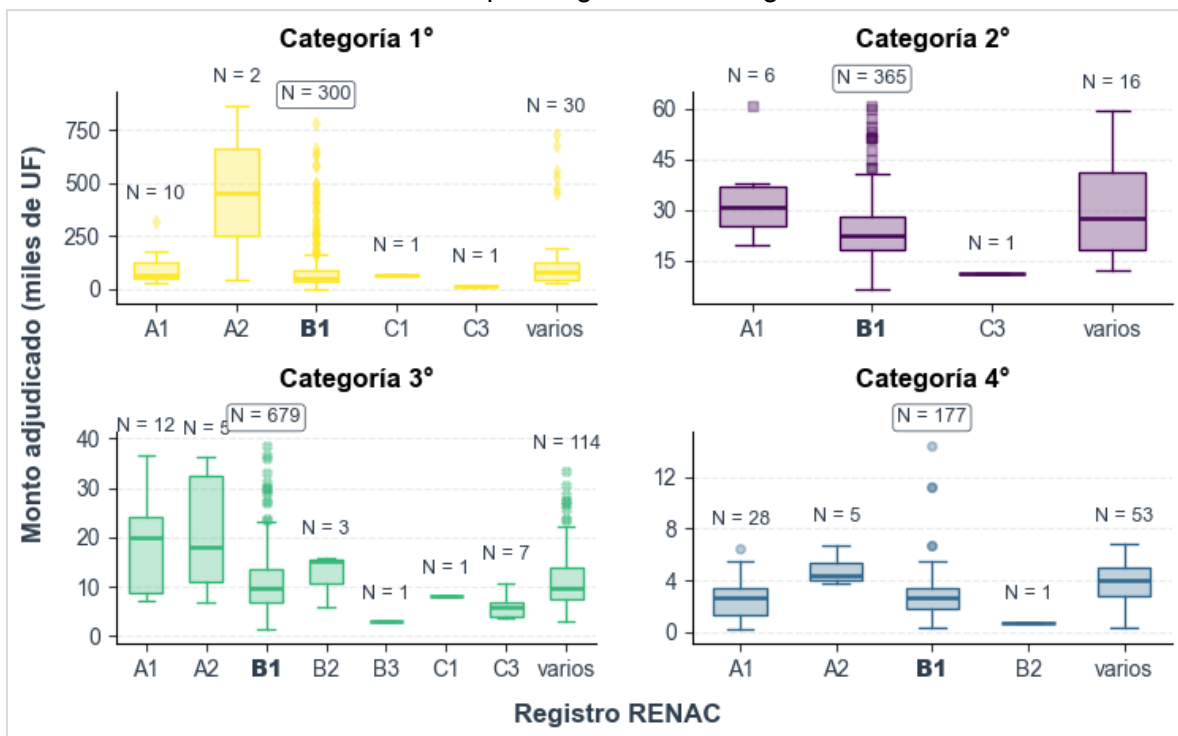 Categoría 1°
N = 10
N = 2
N = 300
N = 1
N = 1
N = 30
750
500
250
0
A1 A2 B1 C1 C3 varios
Categoría 2°
N = 6
N = 365
N = 1
N = 16
60
45
30
15
A1 B1 C3 varios
Monto adjudicado (miles de UF)
Categoría 3°
N = 12
N = 5
N = 679
N = 3
N = 1
N = 1
N = 7
N = 114
40
30
20
10
0
A1 A2 B1 B2 B3 C1 C3 varios
Categoría 4°
N = 28
N = 5
N = 177
N = 1
N = 53
12
8
4
0
A1 A2 B1 B2 varios
Registro RENAC